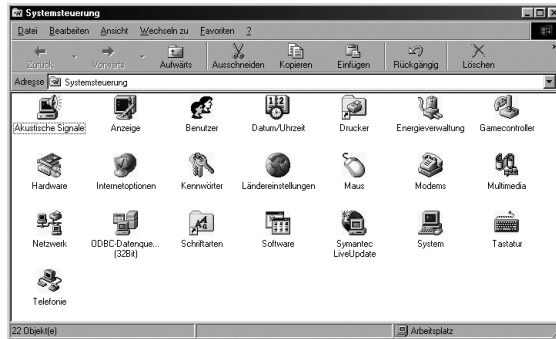 Systemsteuerung
Datei Bearbeiten Ansicht Wechseln zu Favoriten ?
Zurück Vorwärts Aufwärts Ausschneiden Kopieren Einfügen Rückgängig Löschen
Adresse Systemsteuerung
Akustische Signale Anzeige Benutzer Datum/Uhrzeit Drucker Energieverwaltung Gamecontroller
Hardware Internetoptionen Kennwörter Ländereinstellungen Maus Modems Multimedia
Netzwerk ODBC-Datenque... Schriftarten Software Symantec System Tastatur
(32Bit) LiveUpdate
Telefonie
22 Objekt(e) Arbeitsplatz